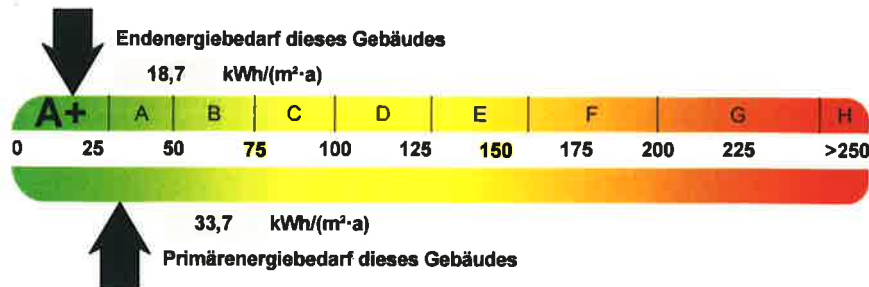 Endenergiebedarf dieses Gebäudes
18,7 kWh/(m²·a)
A+ A B C D E F G H
0 25 50 75 100 125 150 175 200 225 >250
33,7 kWh/(m²·a)
Primärenergiebedarf dieses Gebäudes